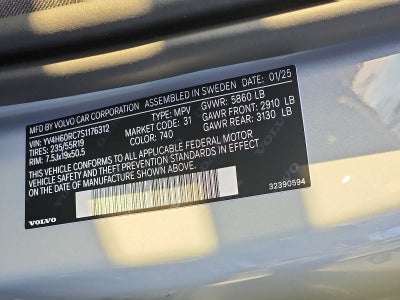 MFD BY VOLVO CAR CORPORATION ASSEMBLED IN SWEDEN DATE: 01/25
VIN: YV4H60RC7S1176312 TYPE: MPV GVWR: 5860 LB
TIRES: 235/55R19 MARKET CODE: 31 GAWR FRONT: 2910 LB
RIM: 7.5Jx19x50.5 COLOR: 740 GAWR REAR: 3130 LB
THIS VEHICLE CONFORMS TO ALL APPLICABLE FEDERAL MOTOR
VEHICLE SAFETY AND THEFT PREVENTION STANDARDS IN EFFECT
ON THE DATE OF MANUFACTURE SHOWN ABOVE.
VOLVO
32390594